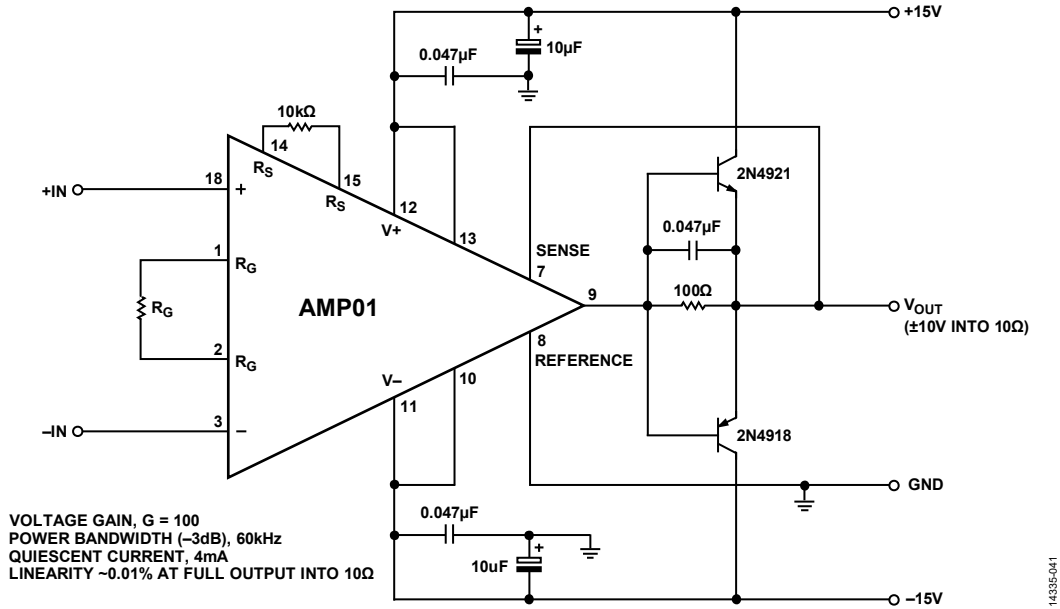 +15V
+
10µF
0.047µF
10kΩ
14
RS
15
RS
18
+IN
+
12
V+
13
SENSE
7
2N4921
0.047µF
1
RG
RG
AMP01
9
100Ω
VOUT
(±10V INTO 10Ω)
2
RG
8
REFERENCE
V–
10
11
3
–IN
–
2N4918
GND
0.047µF
+
10uF
–15V
VOLTAGE GAIN, G = 100
POWER BANDWIDTH (–3dB), 60kHz
QUIESCENT CURRENT, 4mA
LINEARITY ~0.01% AT FULL OUTPUT INTO 10Ω
14335-041